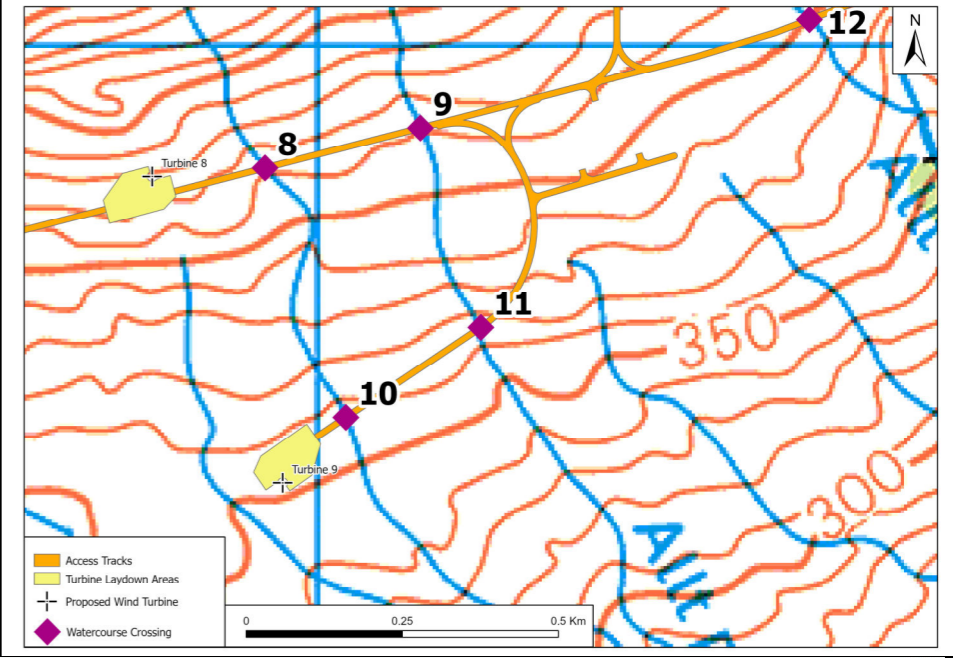 12
N
9
8
Turbine 8
Allt
11
350
10
Turbine 9
300
Allt
Access Tracks
Turbine Laydown Areas
Proposed Wind Turbine
Watercourse Crossing
0 0.25 0.5 Km